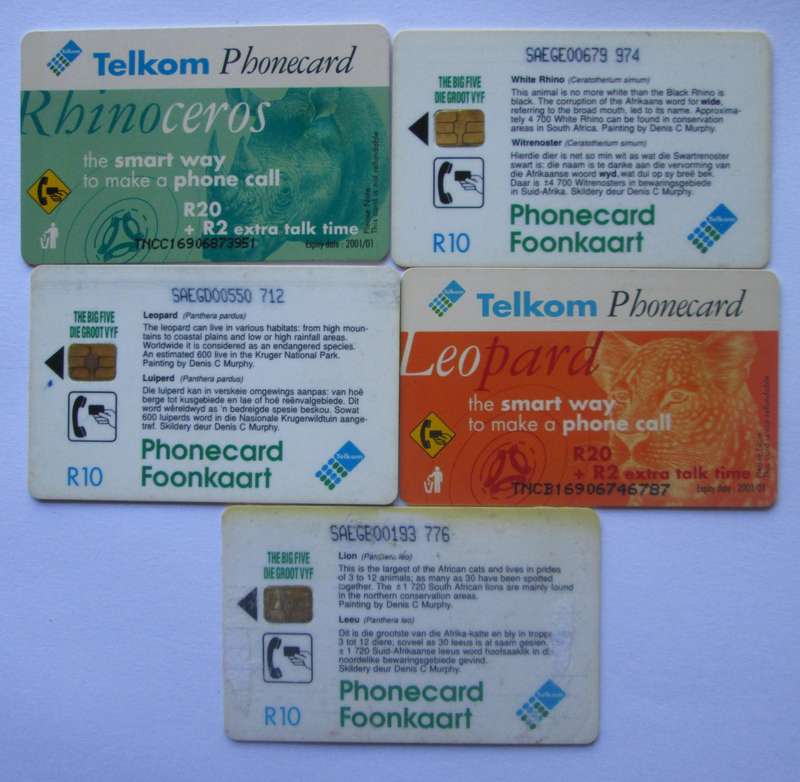 Telkom Phonecard
Rhinoceros
the smart way
to make a phone call
R20
+ R2 extra talk time
TNCC16906873951
Expiry date : 2001/01
Please Note :
This card is not refundable
SAEGE00679 974
THE BIG FIVE
DIE GROOT VYF
White Rhino (Ceratotherium simum)
This animal is no more white than the Black Rhino is
black. The corruption of the Afrikaans word for wide,
referring to the broad mouth, led to its name. Approxima-
tely 4 700 White Rhino can be found in conservation
areas in South Africa. Painting by Denis C Murphy.
Witrenoster (Ceratotherium simum)
Hierdie dier is net so min wit as wat die Swartrenoster
swart is: die naam is te danke aan die vervorming van
die Afrikaanse woord wyd, wat dui op sy breë bek.
Daar is ±4 700 Witrenosters in bewaringsgebiede
in Suid-Afrika. Skildery deur Denis C Murphy.
R10
Phonecard
Foonkaart
Telkom
SAEGD00550 712
THE BIG FIVE
DIE GROOT VYF
Leopard (Panthera pardus)
The leopard can live in various habitats: from high moun-
tains to coastal plains and low or high rainfall areas.
Worldwide it is considered as an endangered species.
An estimated 600 live in the Kruger National Park.
Painting by Denis C Murphy.
Luiperd (Panthera pardus)
Die luiperd kan in verskeie omgewings aanpas: van hoë
berge tot kusgebiede en lae of hoë reënvalgebiede. Dit
word wêreldwyd as 'n bedreigde spesie beskou. Sowat
600 luiperds word in die Nasionale Krugerwildtuin aange-
tref. Skildery deur Denis C Murphy.
R10
Phonecard
Foonkaart
Telkom
Telkom Phonecard
Leopard
the smart way
to make a phone call
R20
+ R2 extra talk time
TNCB16906746787
Expiry date : 2001/01
SAEGE00193 776
THE BIG FIVE
DIE GROOT VYF
Lion (Panthera leo)
This is the largest of the African cats and lives in prides
of 3 to 12 animals; as many as 30 have been spotted
together. The ±1 720 South African lions are mainly found
in the northern conservation areas.
Painting by Denis C Murphy.
Leeu (Panthera leo)
Dit is die grootste van die Afrika-katte en bly in troppe
3 tot 12 diere; soveel as 30 leeus is al saam gesien.
± 1 720 Suid-Afrikaanse leeus word hoofsaaklik in die
noordelike bewaringsgebiede gevind.
Skildery deur Denis C Murphy.
R10
Phonecard
Foonkaart
Telkom